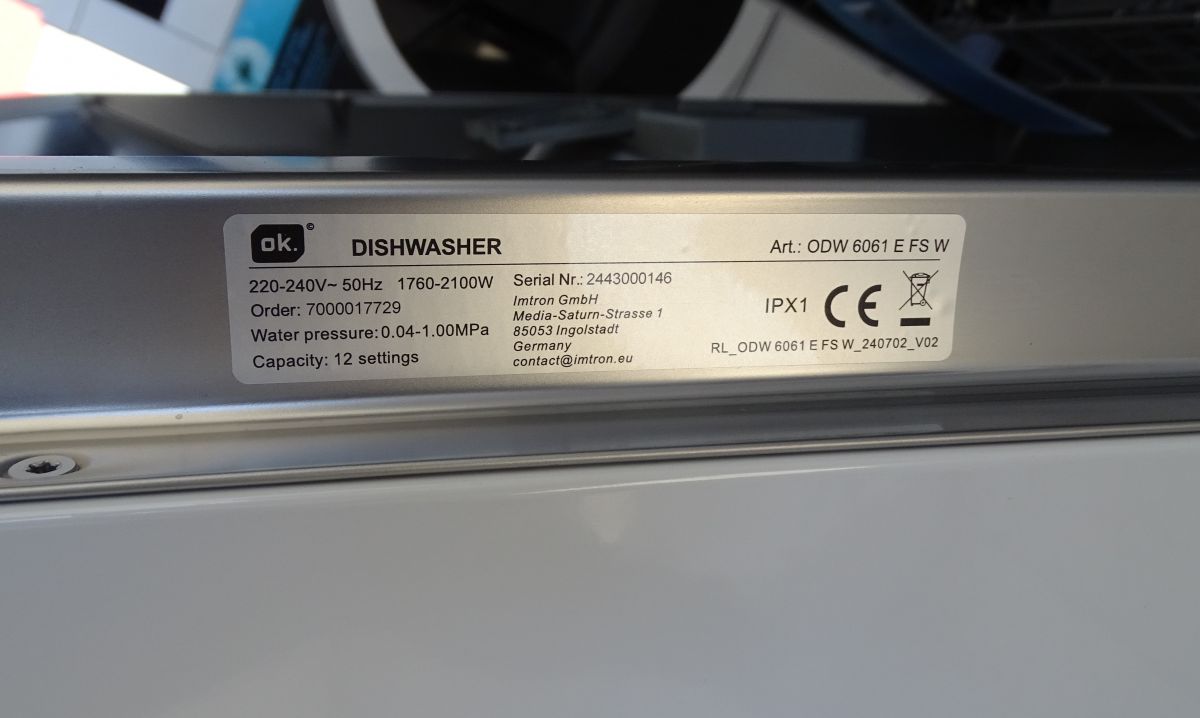 ok.©
DISHWASHER
Art.: ODW 6061 E FS W
220-240V~ 50Hz 1760-2100W
Order: 7000017729
Water pressure: 0.04-1.00MPa
Capacity: 12 settings
Serial Nr.: 2443000146
Imtron GmbH
Media-Saturn-Strasse 1
85053 Ingolstadt
Germany
contact@imtron.eu
IPX1 CE
RL_ODW 6061 E FS W_240702_V02